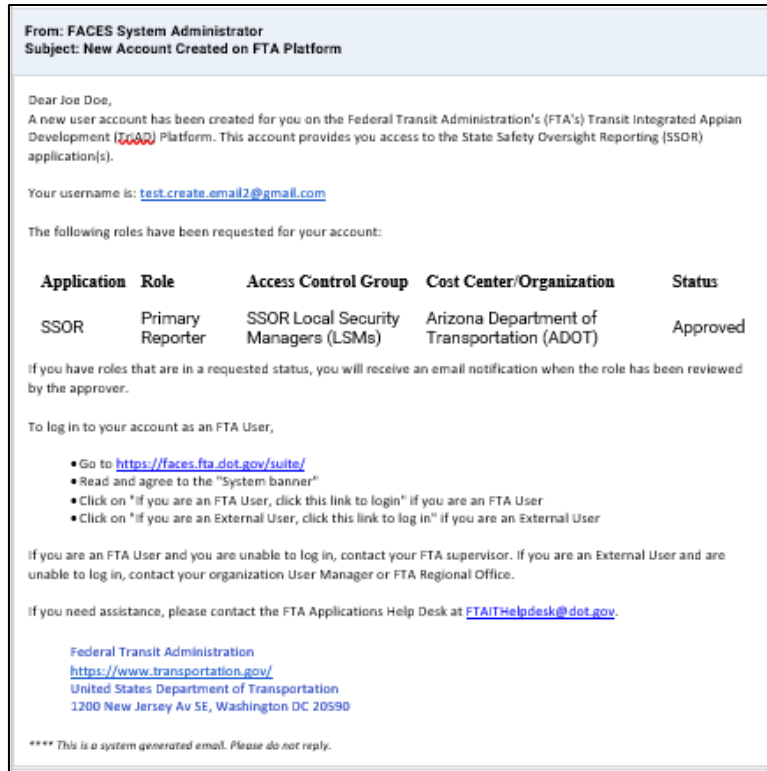 From: FACES System Administrator
Subject: New Account Created on FTA Platform
Dear Joe Doe,
A new user account has been created for you on the Federal Transit Administration's (FTA's) Transit Integrated Appian
Development (TriAD) Platform. This account provides you access to the State Safety Oversight Reporting (SSOR)
application(s).
Your username is: test.create.email2@gmail.com
The following roles have been requested for your account:
Application Role Access Control Group Cost Center/Organization Status
SSOR Primary Reporter SSOR Local Security Managers (LSMs) Arizona Department of Transportation (ADOT) Approved
If you have roles that are in a requested status, you will receive an email notification when the role has been reviewed
by the approver.
To log in to your account as an FTA User,
• Go to https://faces.fta.dot.gov/suite/
• Read and agree to the "System banner"
• Click on "If you are an FTA User, click this link to login" if you are an FTA User
• Click on "If you are an External User, click this link to log in" if you are an External User
If you are an FTA User and you are unable to log in, contact your FTA supervisor. If you are an External User and are
unable to log in, contact your organization User Manager or FTA Regional Office.
If you need assistance, please contact the FTA Applications Help Desk at FTAITHelpdesk@dot.gov.
Federal Transit Administration
https://www.transportation.gov/
United States Department of Transportation
1200 New Jersey Av SE, Washington DC 20590
**** This is a system generated email. Please do not reply.